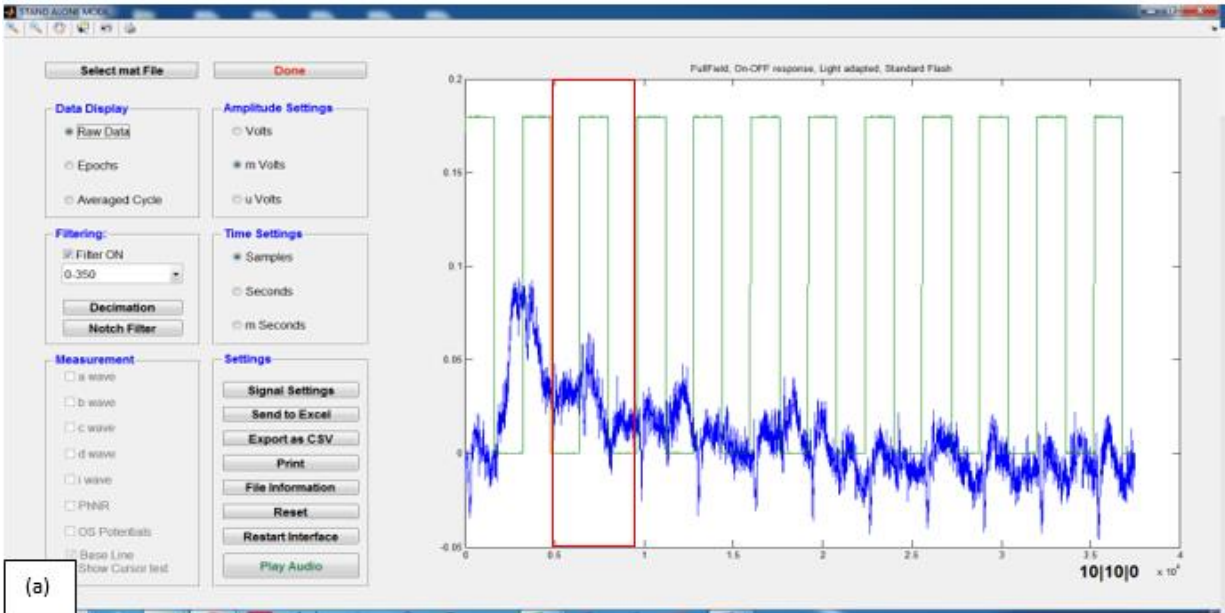 STAND ALONE MODE
Select mat File
Done
Data Display
Raw Data
Epochs
Averaged Cycle
Amplitude Settings
Volts
m Volts
u Volts
Filtering:
Filter ON
0-350
Decimation
Notch Filter
Time Settings
Samples
Seconds
m Seconds
Measurement
a wave
b wave
c wave
d wave
i wave
PhNR
OS Potentials
Base Line
Show Cursor test
Settings
Signal Settings
Send to Excel
Export as CSV
Print
File Information
Reset
Restart Interface
Play Audio
FullField, On-OFF response, Light adapted, Standard Flash
0.2
0.15
0.1
0.05
0
-0.05
0 0.5 1 1.5 2 2.5 3 3.5 4
10|10|0
x 10⁴
(a)